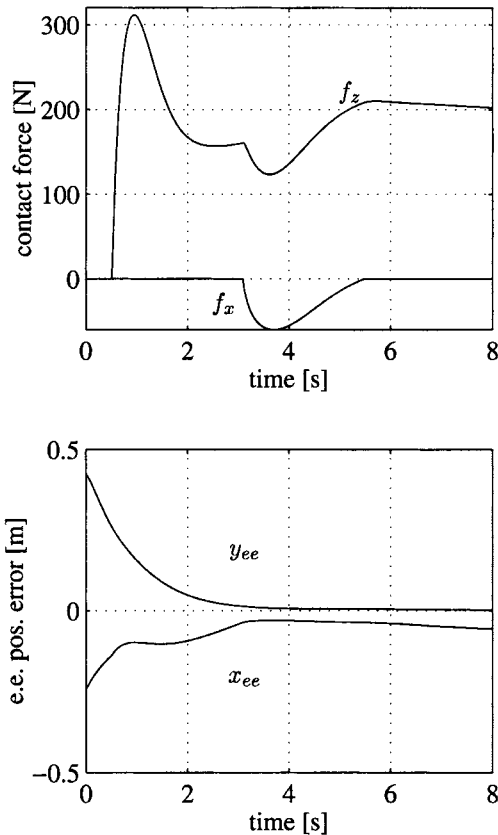 300
200
100
0
contact force [N]
f_z
f_x
0 2 4 6 8
time [s]
0.5
0
−0.5
e.e. pos. error [m]
y_ee
x_ee
0 2 4 6 8
time [s]